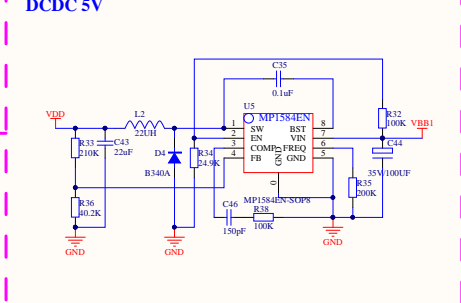 DCDC 5V
C35
0.1uF
U5
MP1584EN
VDD
L2
22UH
1 SW BST 8
2 EN VIN 7
3 COMP FREQ 6
4 FB GND 5
GND
0
R32
100K
VBB1
R33
210K
C43
22uF
D4
B340A
R34
24.9K
C44
35V/100UF
R36
40.2K
R35
200K
MP1584EN-SOP8
C46
150pF
R38
100K
GND
GND
GND